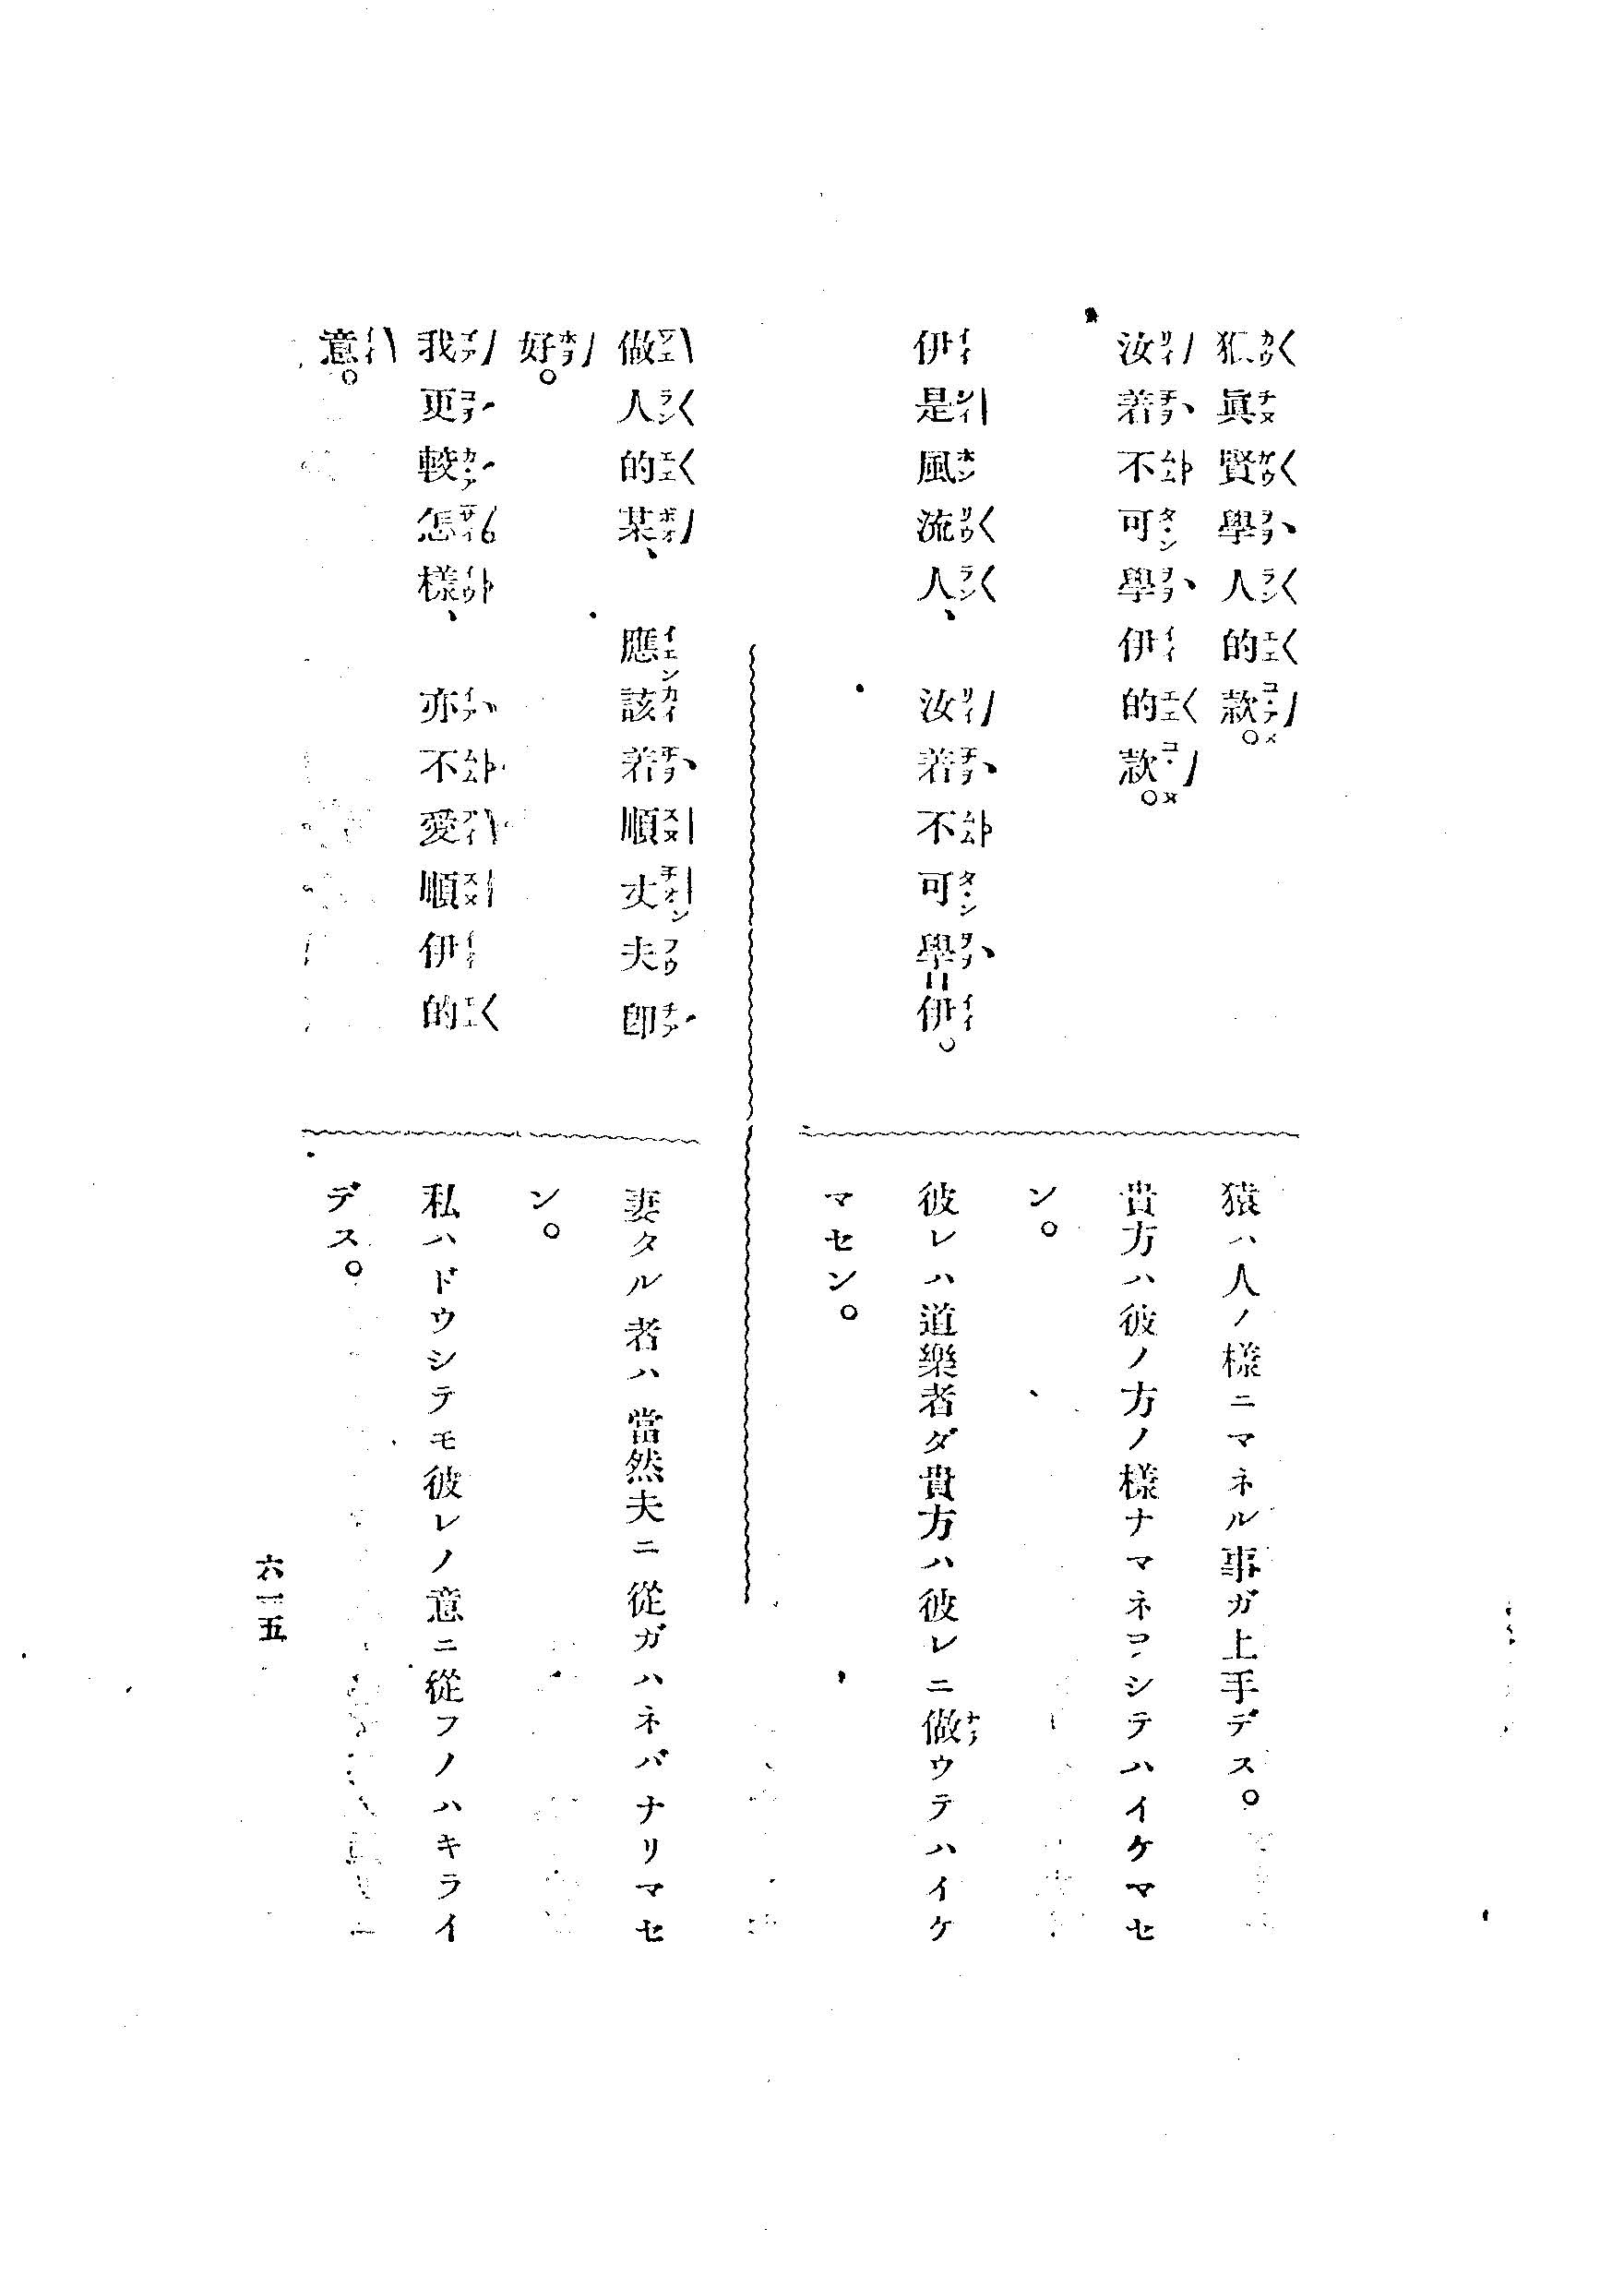 猴眞賢學人的款。
猿ハ人ノ樣ニマネル事ガ上手デス。
汝若不可學伊的款。
貴方ハ彼ノ方ノ樣ナマネヲシテハイケマセ
ン。
伊是風流人、汝若不可學伊。
彼レハ道樂者ダ貴方ハ彼レニ倣ウテハイケ
マセン。
做人的某、應該着順丈夫卽
好。
妻タル者ハ當然夫ニ從ガハネバナリマセ
ン。
我更較怎樣、亦不愛順伊的
意。
私ハドウシテモ彼レノ意ニ從フノハキライ
デス。
六一五